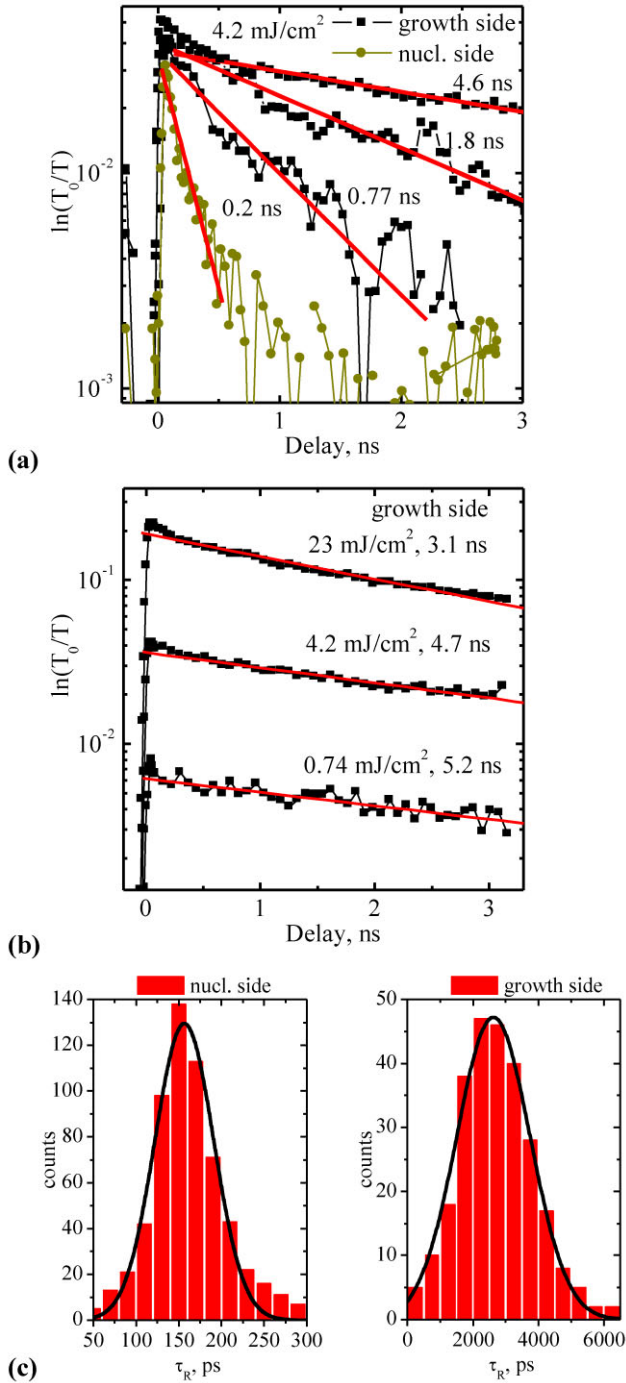 4.2 mJ/cm² growth side
nucl. side
4.6 ns
1.8 ns
0.77 ns
0.2 ns
ln(T₀/T)
10⁻²
10⁻³
0 1 2 3
Delay, ns
(a)
growth side
23 mJ/cm², 3.1 ns
4.2 mJ/cm², 4.7 ns
0.74 mJ/cm², 5.2 ns
ln(T₀/T)
10⁻¹
10⁻²
0 1 2 3
Delay, ns
(b)
nucl. side
140
120
100
80
60
40
20
0
counts
50 100 150 200 250 300
τ_R, ps
growth side
50
40
30
20
10
0
counts
0 2000 4000 6000
τ_R, ps
(c)